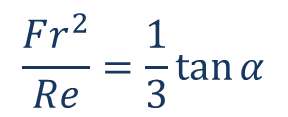 Fr²/Re = 1/3 tan α